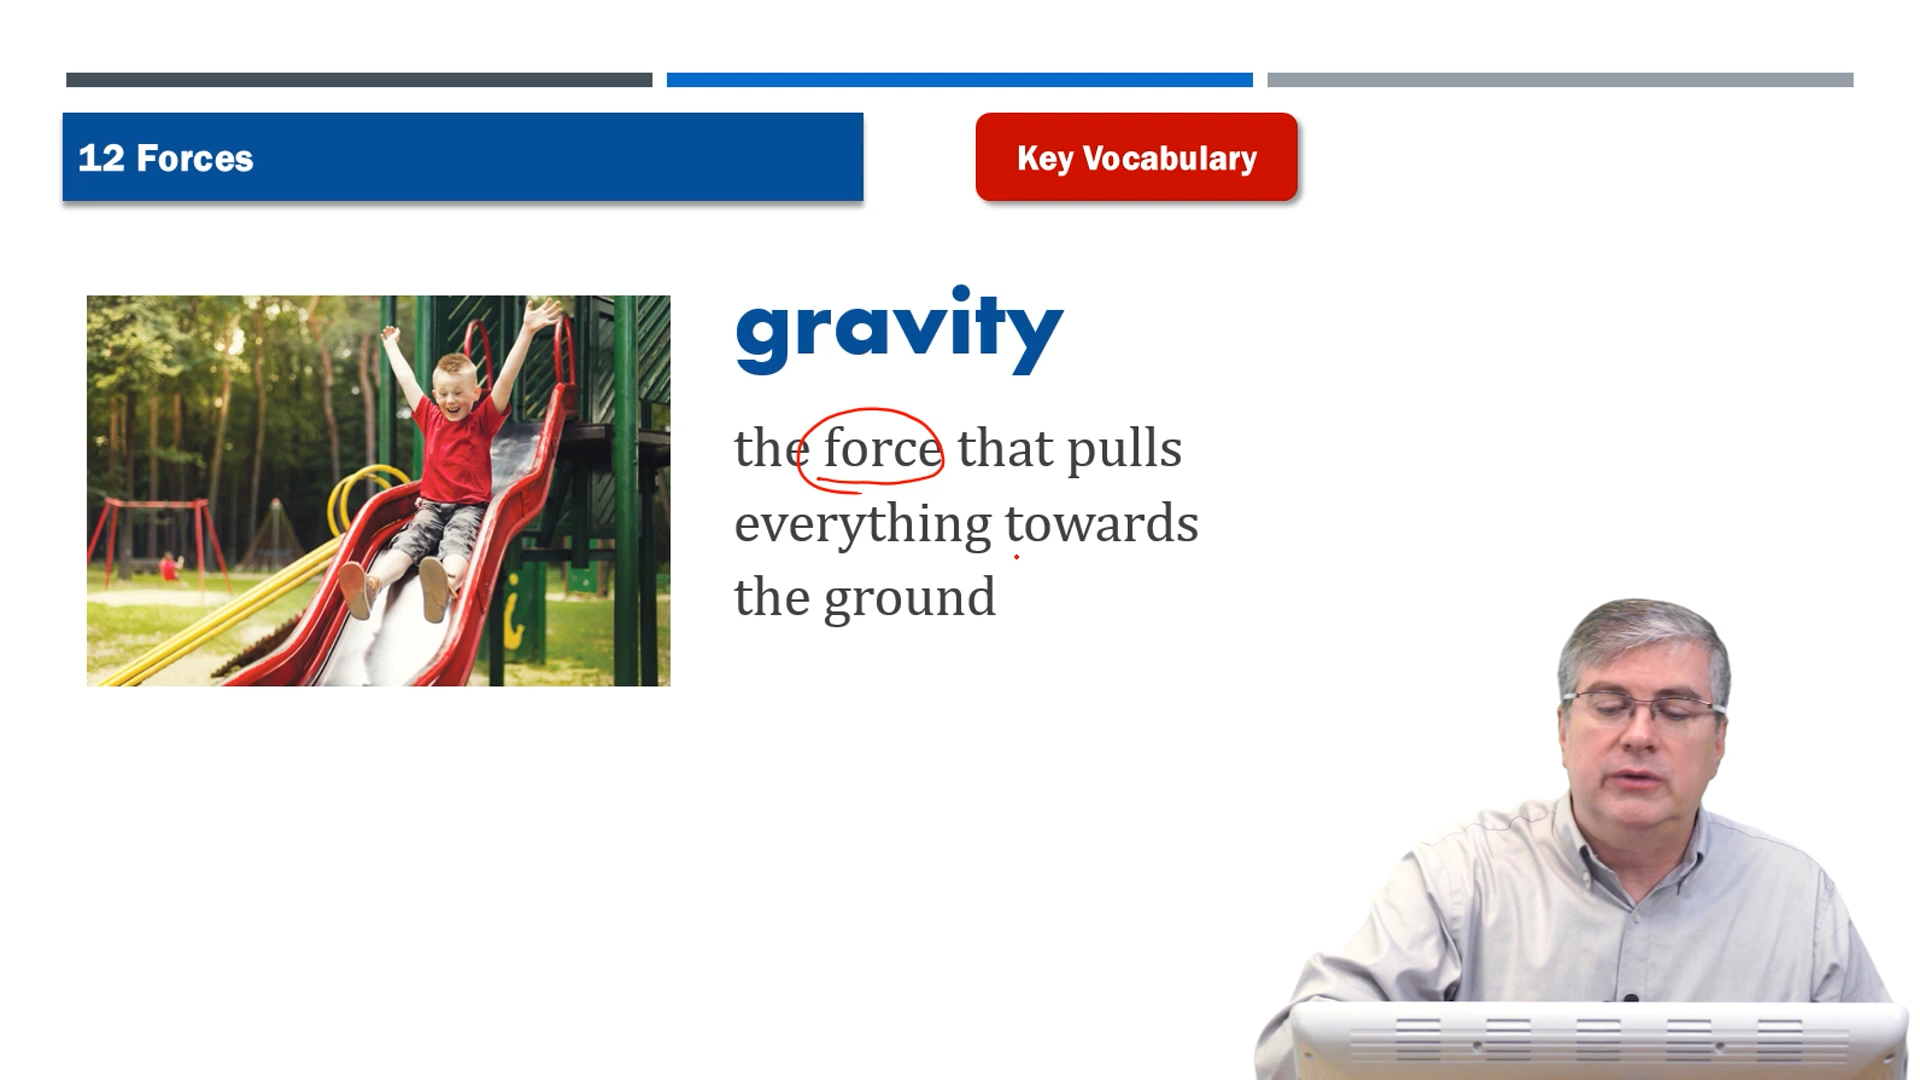 12 Forces
Key Vocabulary
gravity
the force that pulls
everything towards
the ground